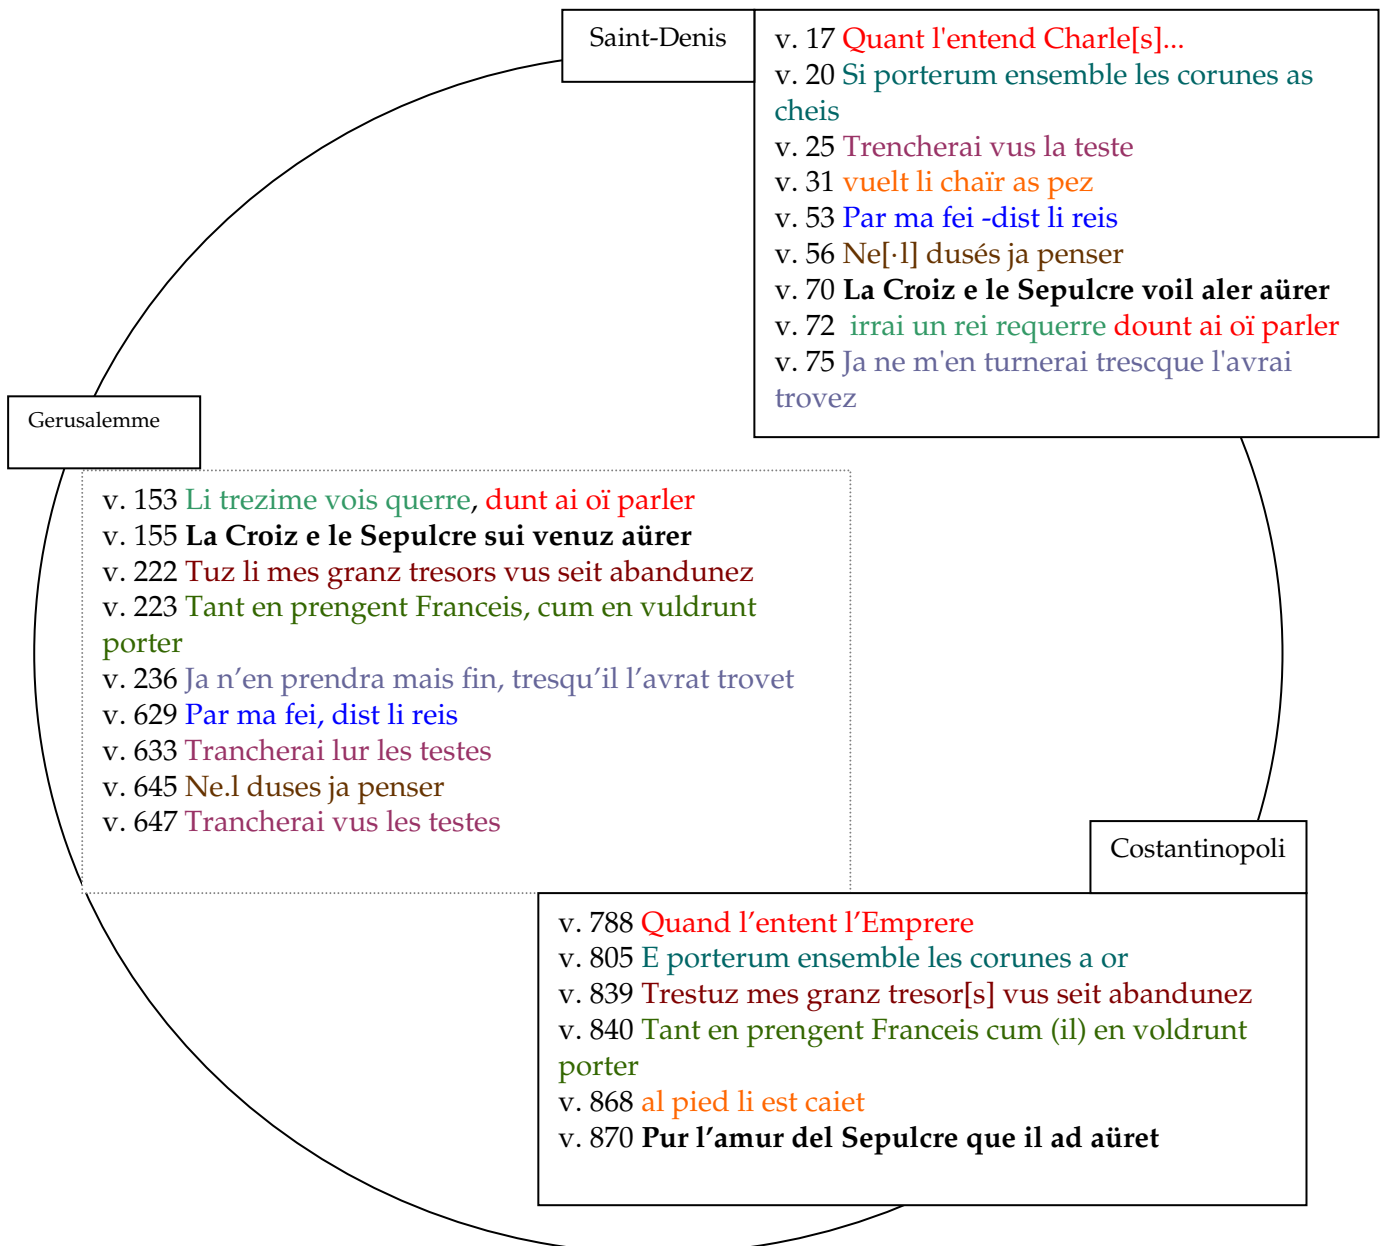 Saint-Denis
v. 17 Quant l'entend Charle[s]...
v. 20 Si porterum ensemble les corunes as
cheis
v. 25 Trencherai vus la teste
v. 31 vuelt li chaïr as pez
v. 53 Par ma fei -dist li reis
v. 56 Ne[·l] dusés ja penser
v. 70 La Croiz e le Sepulcre voil aler aürer
v. 72 irrai un rei requerre dount ai oï parler
v. 75 Ja ne m'en turnerai trescque l'avrai
trovez
Gerusalemme
v. 153 Li trezime vois querre, dunt ai oï parler
v. 155 La Croiz e le Sepulcre sui venuz aürer
v. 222 Tuz li mes granz tresors vus seit abandunez
v. 223 Tant en prengent Franceis, cum en vuldrunt
porter
v. 236 Ja n’en prendra mais fin, tresqu’il l’avrat trovet
v. 629 Par ma fei, dist li reis
v. 633 Trancherai lur les testes
v. 645 Ne.l duses ja penser
v. 647 Trancherai vus les testes
Costantinopoli
v. 788 Quand l’entent l’Emprere
v. 805 E porterum ensemble les corunes a or
v. 839 Trestuz mes granz tresor[s] vus seit abandunez
v. 840 Tant en prengent Franceis cum (il) en voldrunt
porter
v. 868 al pied li est caiet
v. 870 Pur l’amur del Sepulcre que il ad aüret